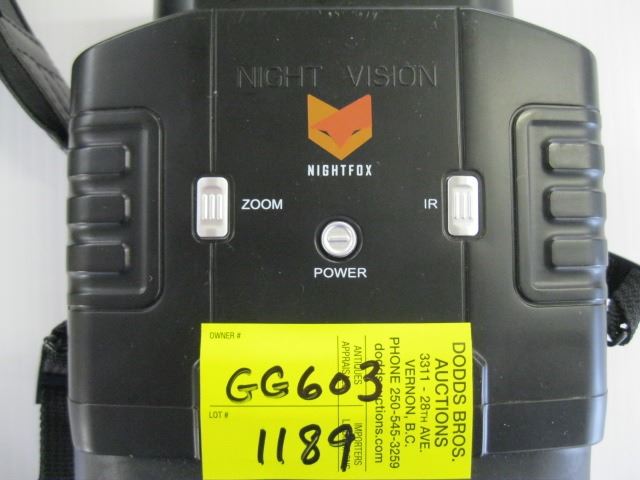 NIGHT VISION
NIGHTFOX
ZOOM
IR
POWER
OWNER #
GG603
LOT #
1189
ANTIQUES
IMPORTERS
doddsauctions.com
PHONE 250-545-3259
VERNON, B.C.
3311 - 28TH AVE.
AUCTIONS
DODDS BROS.